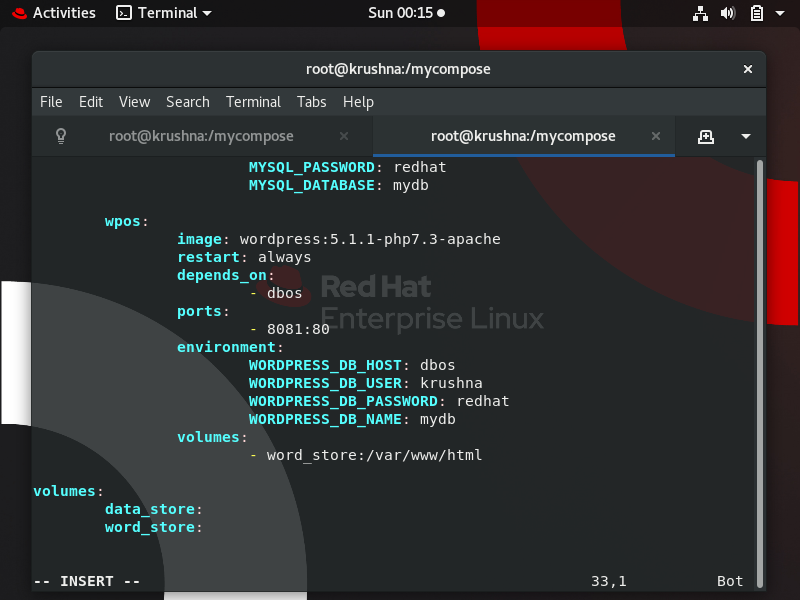 Activities Terminal Sun 00:15
root@krushna:/mycompose
File Edit View Search Terminal Tabs Help
root@krushna:/mycompose root@krushna:/mycompose
MYSQL_PASSWORD: redhat
MYSQL_DATABASE: mydb
wpos:
image: wordpress:5.1.1-php7.3-apache
restart: always
depends_on:
- dbos
ports:
- 8081:80
environment:
WORDPRESS_DB_HOST: dbos
WORDPRESS_DB_USER: krushna
WORDPRESS_DB_PASSWORD: redhat
WORDPRESS_DB_NAME: mydb
volumes:
- word_store:/var/www/html
volumes:
data_store:
word_store:
-- INSERT -- 33,1 Bot
Red Hat
Enterprise Linux